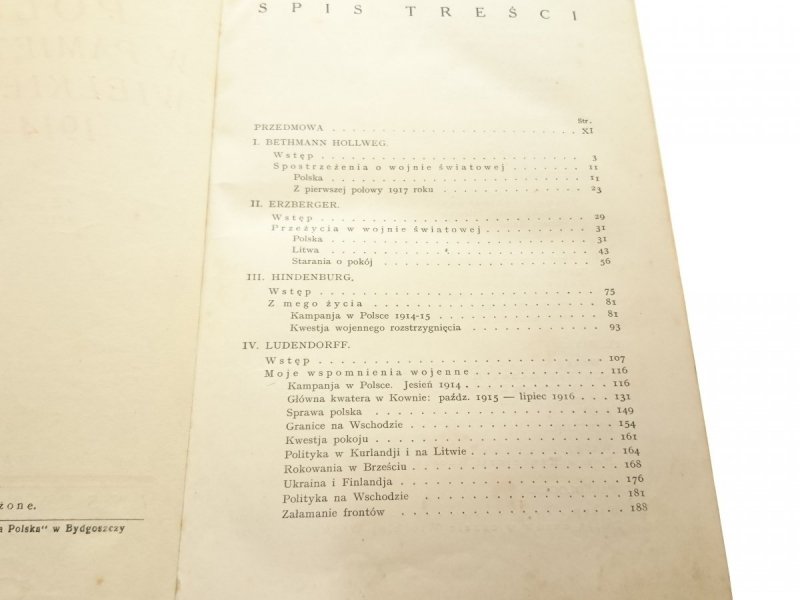 SPIS TREŚCI
Str.
PRZEDMOWA . . . . . . . . . . . . . . . . . . . . XI
I. BETHMANN HOLLWEG.
Wstęp . . . . . . . . . . . . . . . . . . . . 3
Spostrzeżenia o wojnie światowej . . . . . . . 11
Polska . . . . . . . . . . . . . . . . . . . . 11
Z pierwszej połowy 1917 roku . . . . . . . . . . . 23
II. ERZBERGER.
Wstęp . . . . . . . . . . . . . . . . . . . . 29
Przeżycia w wojnie światowej . . . . . . . . . . 31
Polska . . . . . . . . . . . . . . . . . . . . 31
Litwa . . . . . . . . . . . . . . . . . . . . 43
Starania o pokój . . . . . . . . . . . . . . . . 56
III. HINDENBURG.
Wstęp . . . . . . . . . . . . . . . . . . . . 75
Z mego życia . . . . . . . . . . . . . . . . . . 81
Kampanja w Polsce 1914-15 . . . . . . . . . . . . 81
Kwestja wojennego rozstrzygnięcia . . . . . . . . . 93
IV. LUDENDORFF.
Wstęp . . . . . . . . . . . . . . . . . . . . 107
Moje wspomnienia wojenne . . . . . . . . . . . . 116
Kampanja w Polsce. Jesień 1914 . . . . . . . . . . . 116
Główna kwatera w Kownie: paźdz. 1915 — lipiec 1916 . . . 131
Sprawa polska . . . . . . . . . . . . . . . . . . 149
Granice na Wschodzie . . . . . . . . . . . . . . . 154
Kwestja pokoju . . . . . . . . . . . . . . . . . . 161
Polityka w Kurlandji i na Litwie . . . . . . . . . . . 164
Rokowania w Brześciu . . . . . . . . . . . . . . . 168
Ukraina i Finlandja . . . . . . . . . . . . . . . . 176
Polityka na Wschodzie . . . . . . . . . . . . . . . 181
Załamanie frontów . . . . . . . . . . . . . . . . 188
żone.
a Polska" w Bydgoszczy